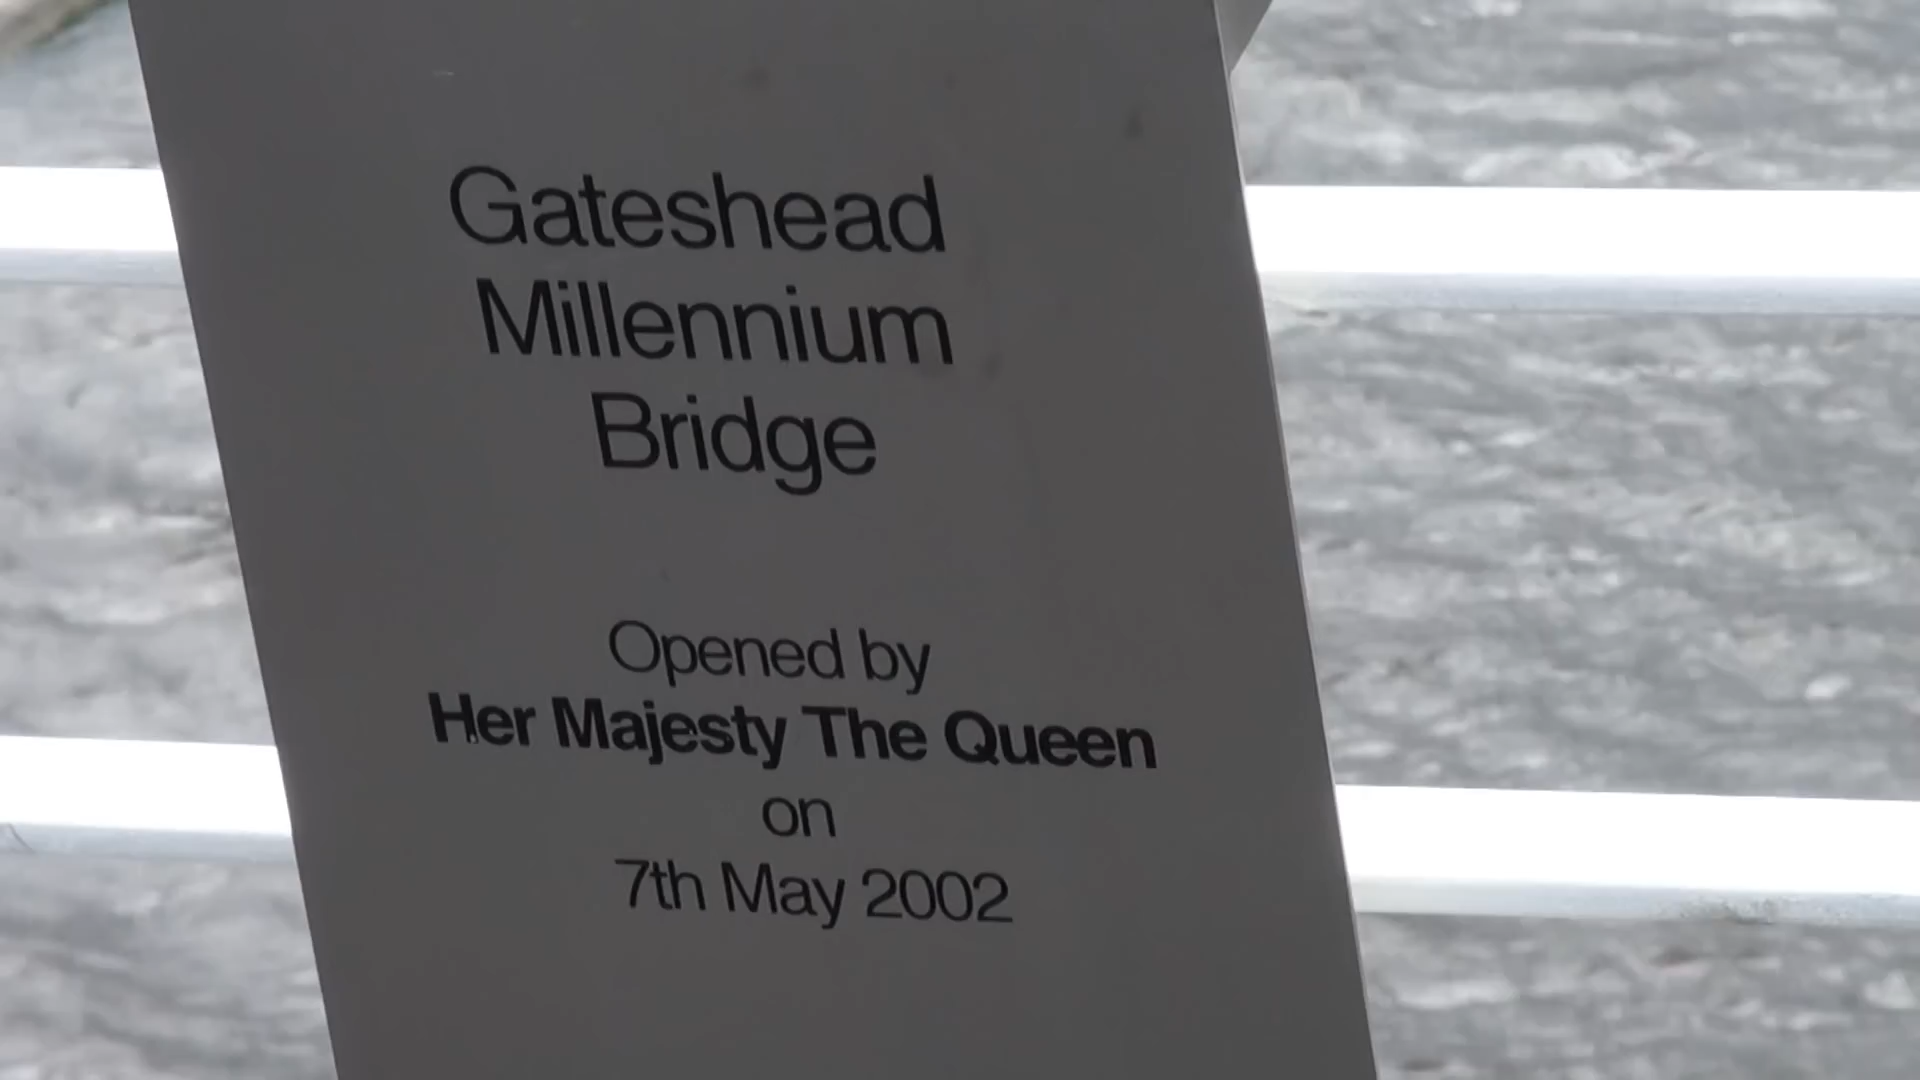 Gateshead
Millennium
Bridge
Opened by
Her Majesty The Queen
on
7th May 2002